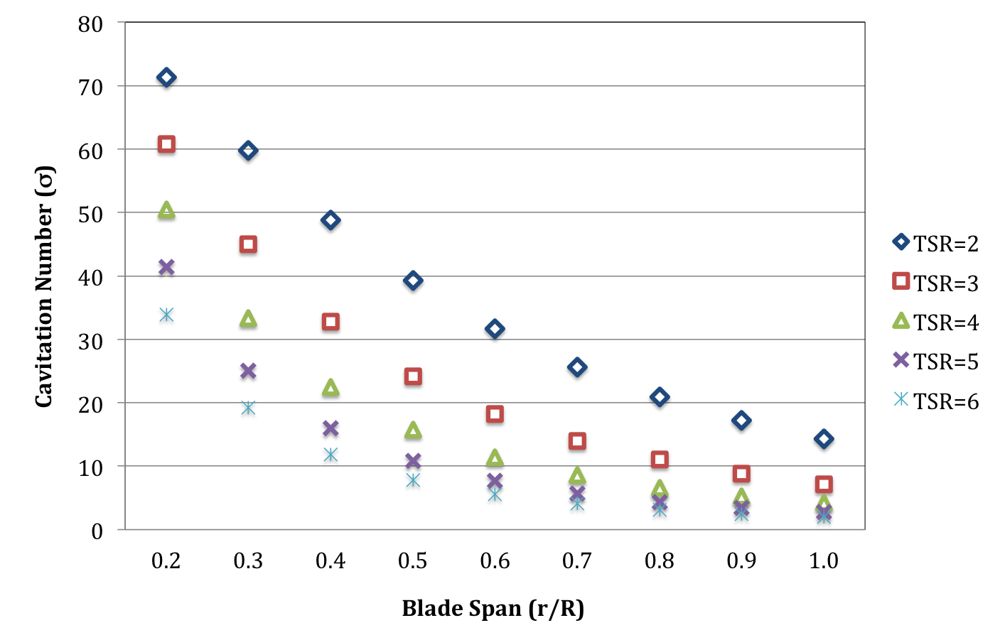 80
70
60
50
40
30
20
10
0
Cavitation Number (σ)
0.2 0.3 0.4 0.5 0.6 0.7 0.8 0.9 1.0
Blade Span (r/R)
TSR=2
TSR=3
TSR=4
TSR=5
TSR=6